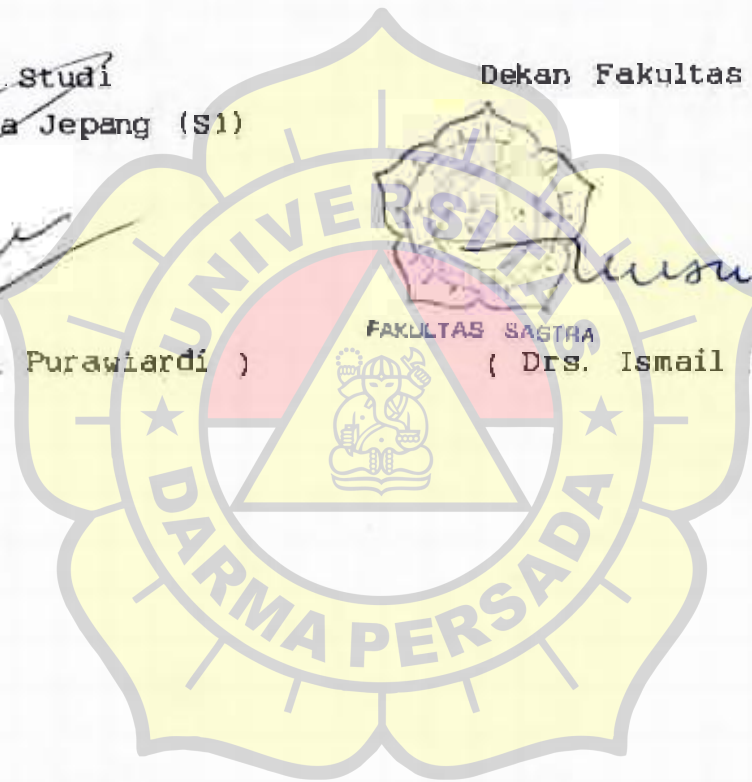 Studi
a Jepang (S1)
Purawiardi )
Dekan Fakultas
FAKULTAS SASTRA
( Drs. Ismail
UNIVERSITAS
DARMA PERSADA